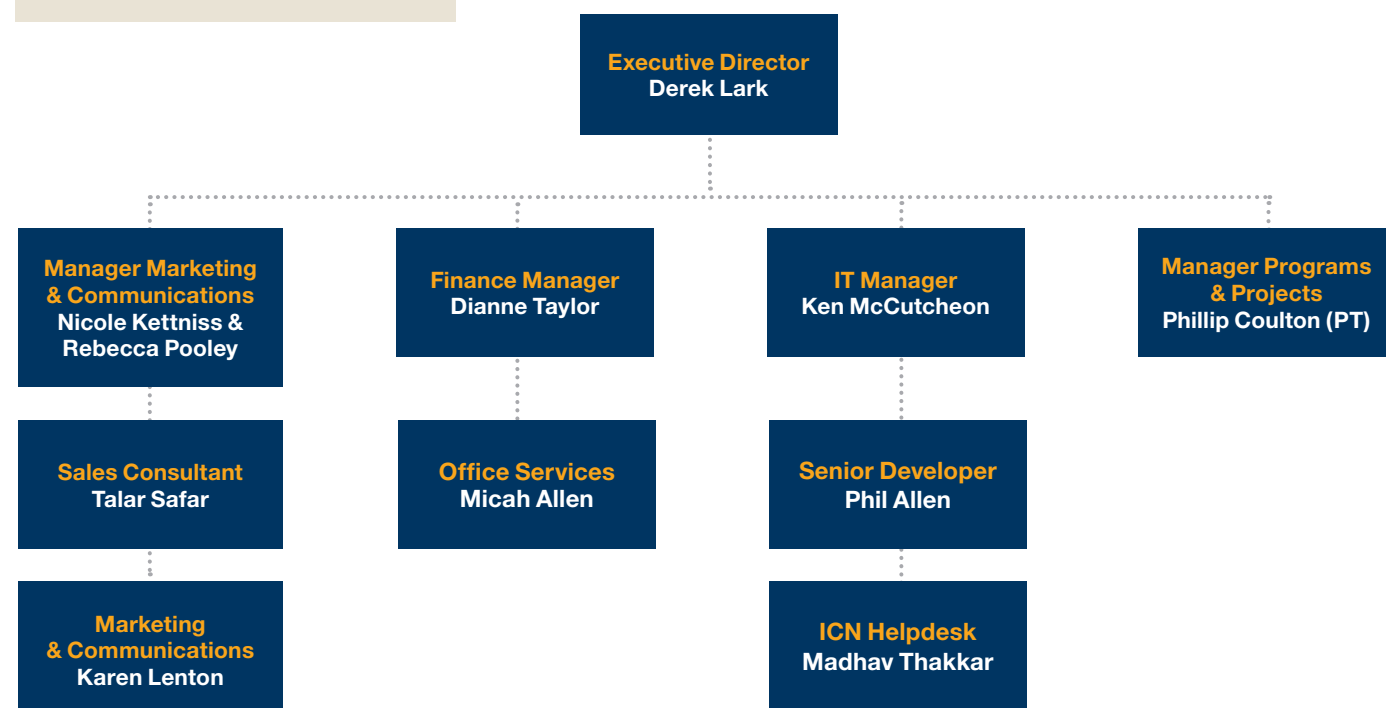 Executive Director
Derek Lark
Manager Marketing
& Communications
Nicole Kettniss &
Rebecca Pooley
Finance Manager
Dianne Taylor
IT Manager
Ken McCutcheon
Manager Programs
& Projects
Phillip Coulton (PT)
Sales Consultant
Talar Safar
Office Services
Micah Allen
Senior Developer
Phil Allen
Marketing
& Communications
Karen Lenton
ICN Helpdesk
Madhav Thakkar